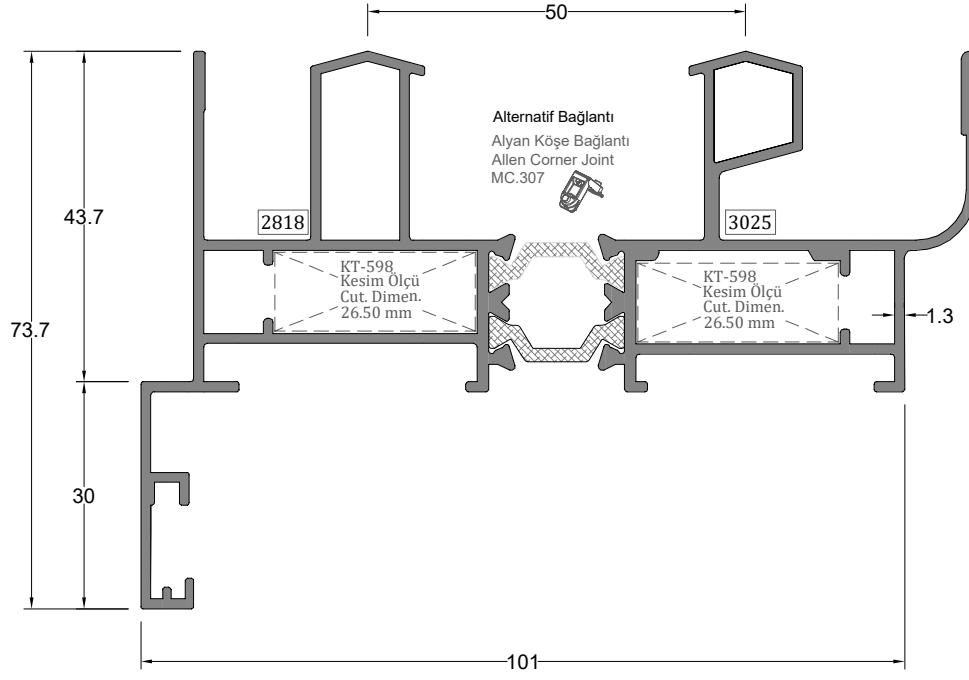 50
Alternatif Bağlantı
Alyan Köşe Bağlantı
Allen Corner Joint
MC.307
43.7
2818
3025
KT-598
Kesim Ölçü
Cut. Dimen.
26.50 mm
KT-598
Kesim Ölçü
Cut. Dimen.
26.50 mm
1.3
73.7
30
101